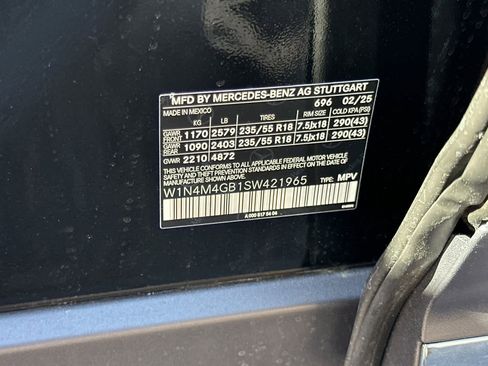 MFD BY MERCEDES-BENZ AG STUTTGART
MADE IN MEXICO 696 02/25
KG LB TIRES RIM SIZE COLD KPA(PSI)
GAWR FRONT 1170 2579 235/55 R18 7.5Jx18 290(43)
GAWR REAR 1090 2403 235/55 R18 7.5Jx18 290(43)
GVWR 2210 4872
THIS VEHICLE CONFORMS TO ALL APPLICABLE FEDERAL MOTOR VEHICLE
SAFETY, BUMPER, AND THEFT PREVENTION STANDARDS IN EFFECT ON
THE DATE OF MANUFACTURE SHOWN ABOVE.
W1N4M4GB1SW421965 TYPE: MPV
A 000 817 54 04